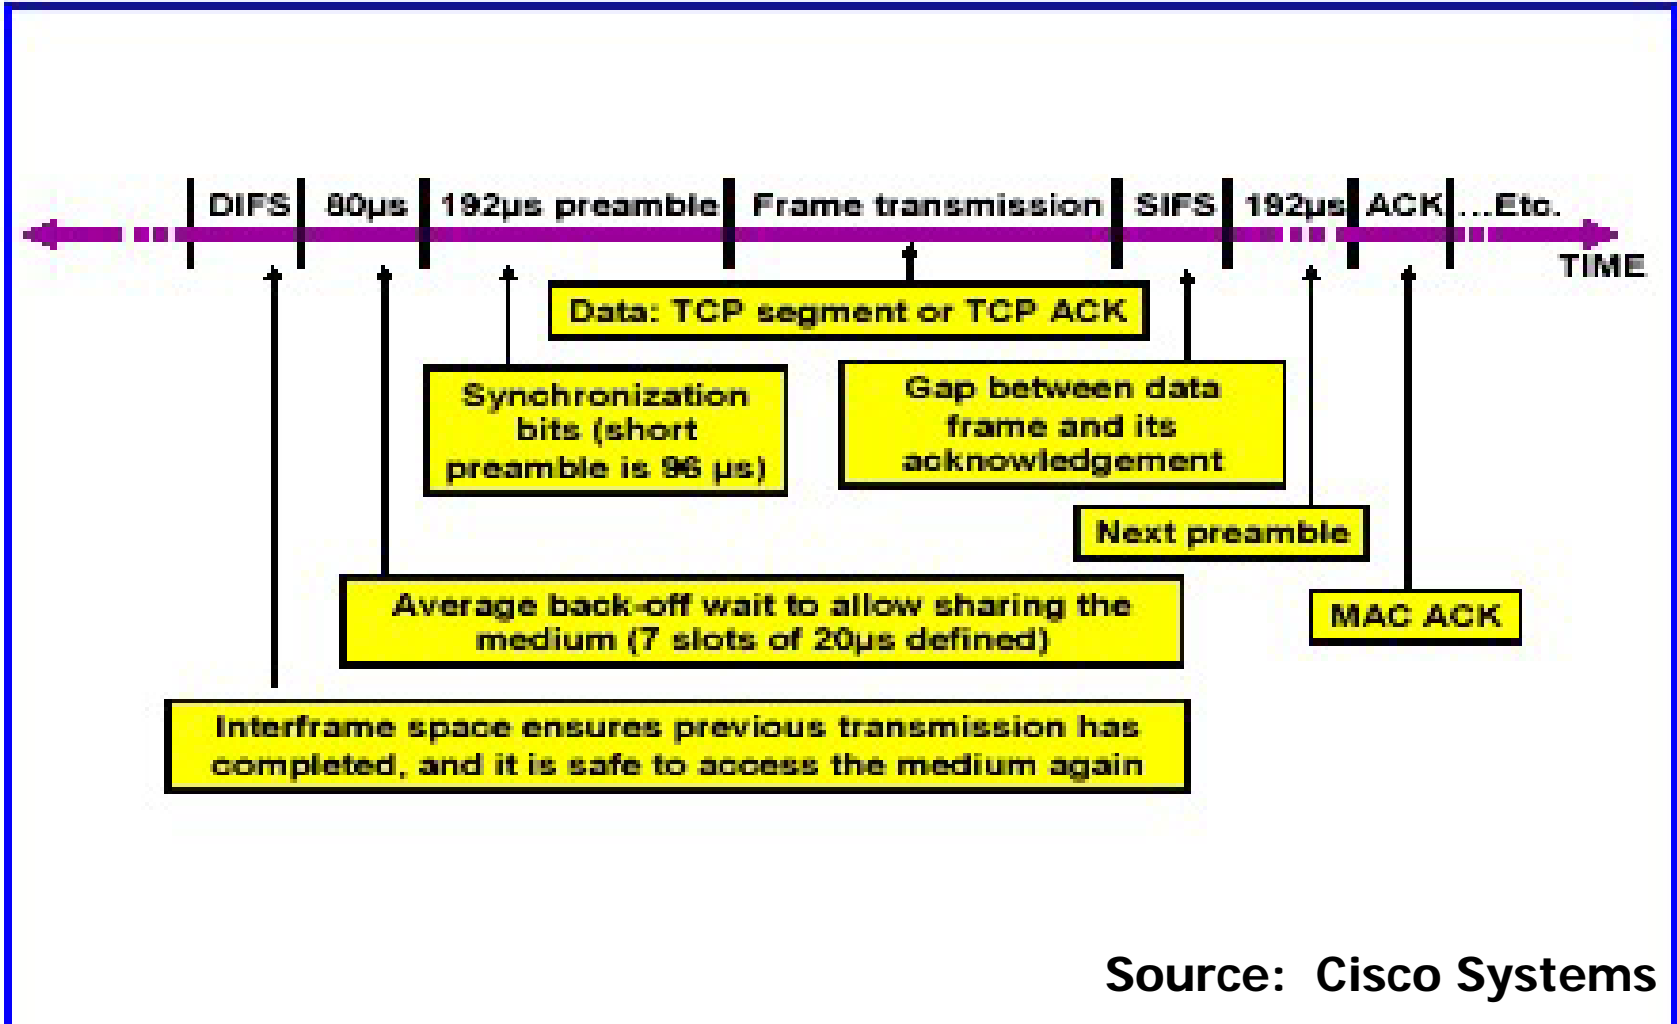 DIFS 80µs 192µs preamble Frame transmission SIFS 192µs ACK ...Etc.
TIME
Data: TCP segment or TCP ACK
Synchronization
bits (short
preamble is 96 µs)
Gap between data
frame and its
acknowledgement
Next preamble
Average back-off wait to allow sharing the
medium (7 slots of 20µs defined)
MAC ACK
Interframe space ensures previous transmission has
completed, and it is safe to access the medium again
Source: Cisco Systems